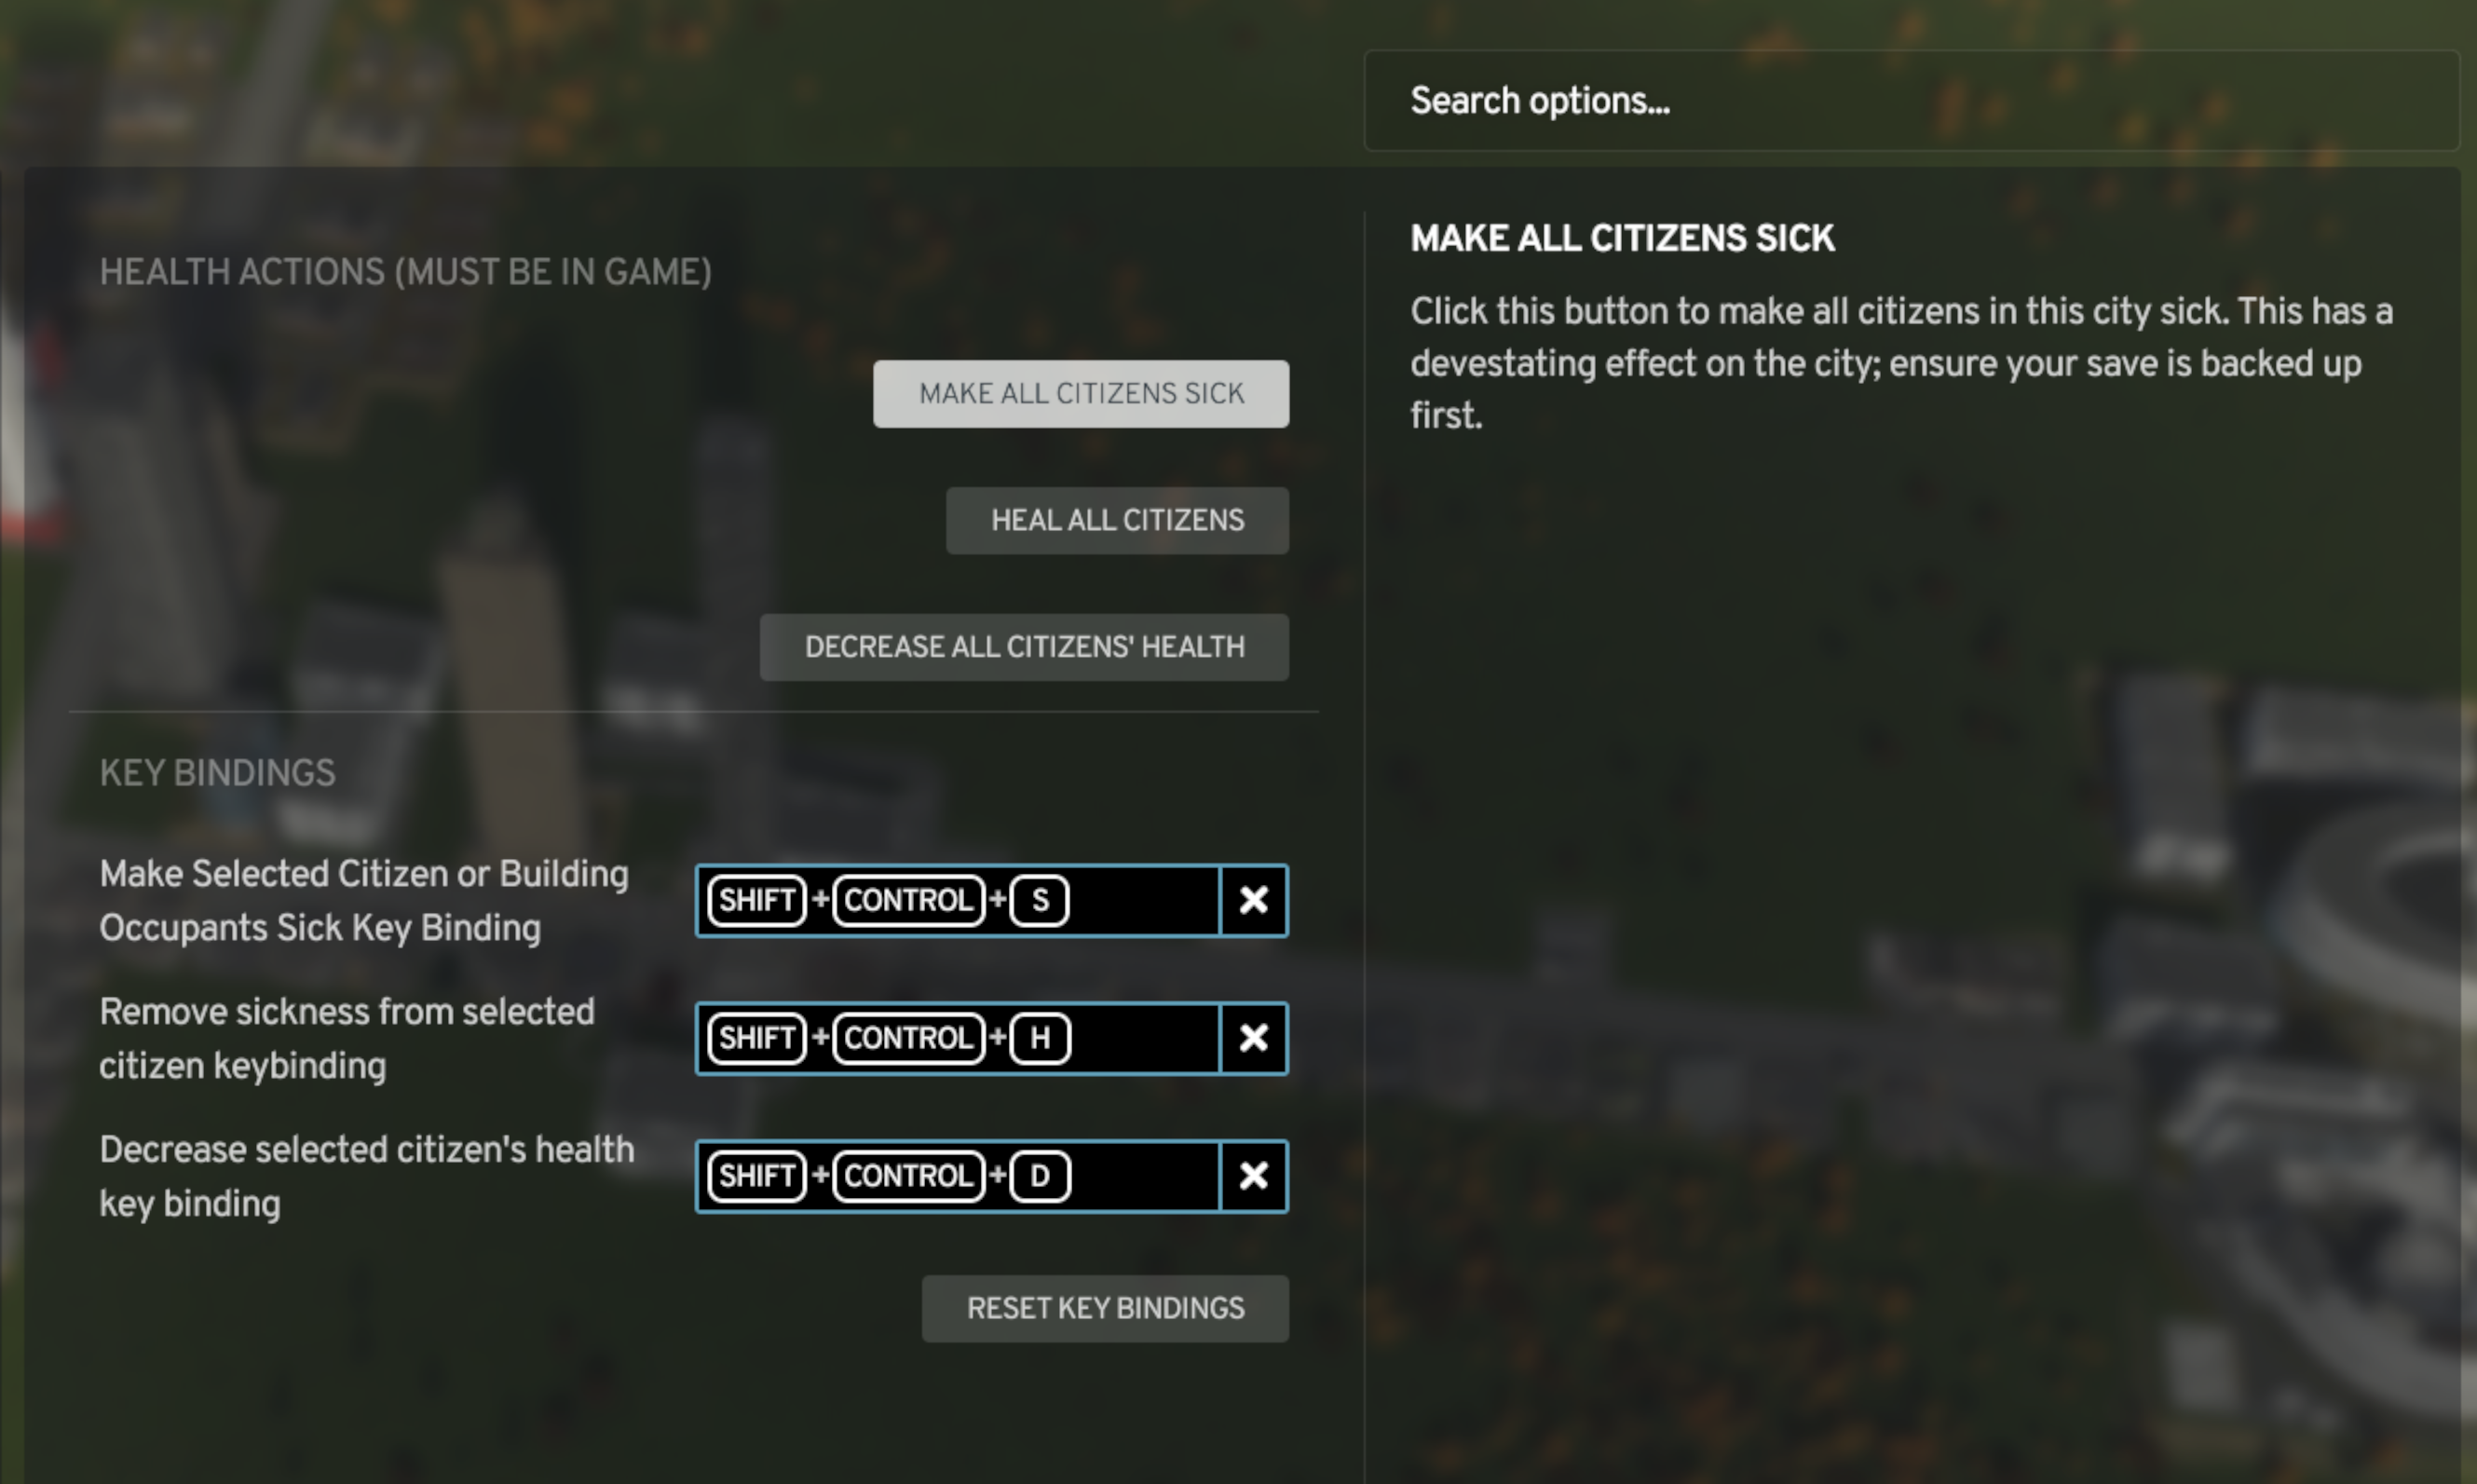 Search options...
HEALTH ACTIONS (MUST BE IN GAME)
MAKE ALL CITIZENS SICK
HEAL ALL CITIZENS
DECREASE ALL CITIZENS' HEALTH
KEY BINDINGS
Make Selected Citizen or Building
Occupants Sick Key Binding
SHIFT + CONTROL + S
Remove sickness from selected
citizen keybinding
SHIFT + CONTROL + H
Decrease selected citizen's health
key binding
SHIFT + CONTROL + D
RESET KEY BINDINGS
MAKE ALL CITIZENS SICK
Click this button to make all citizens in this city sick. This has a
devestating effect on the city; ensure your save is backed up
first.